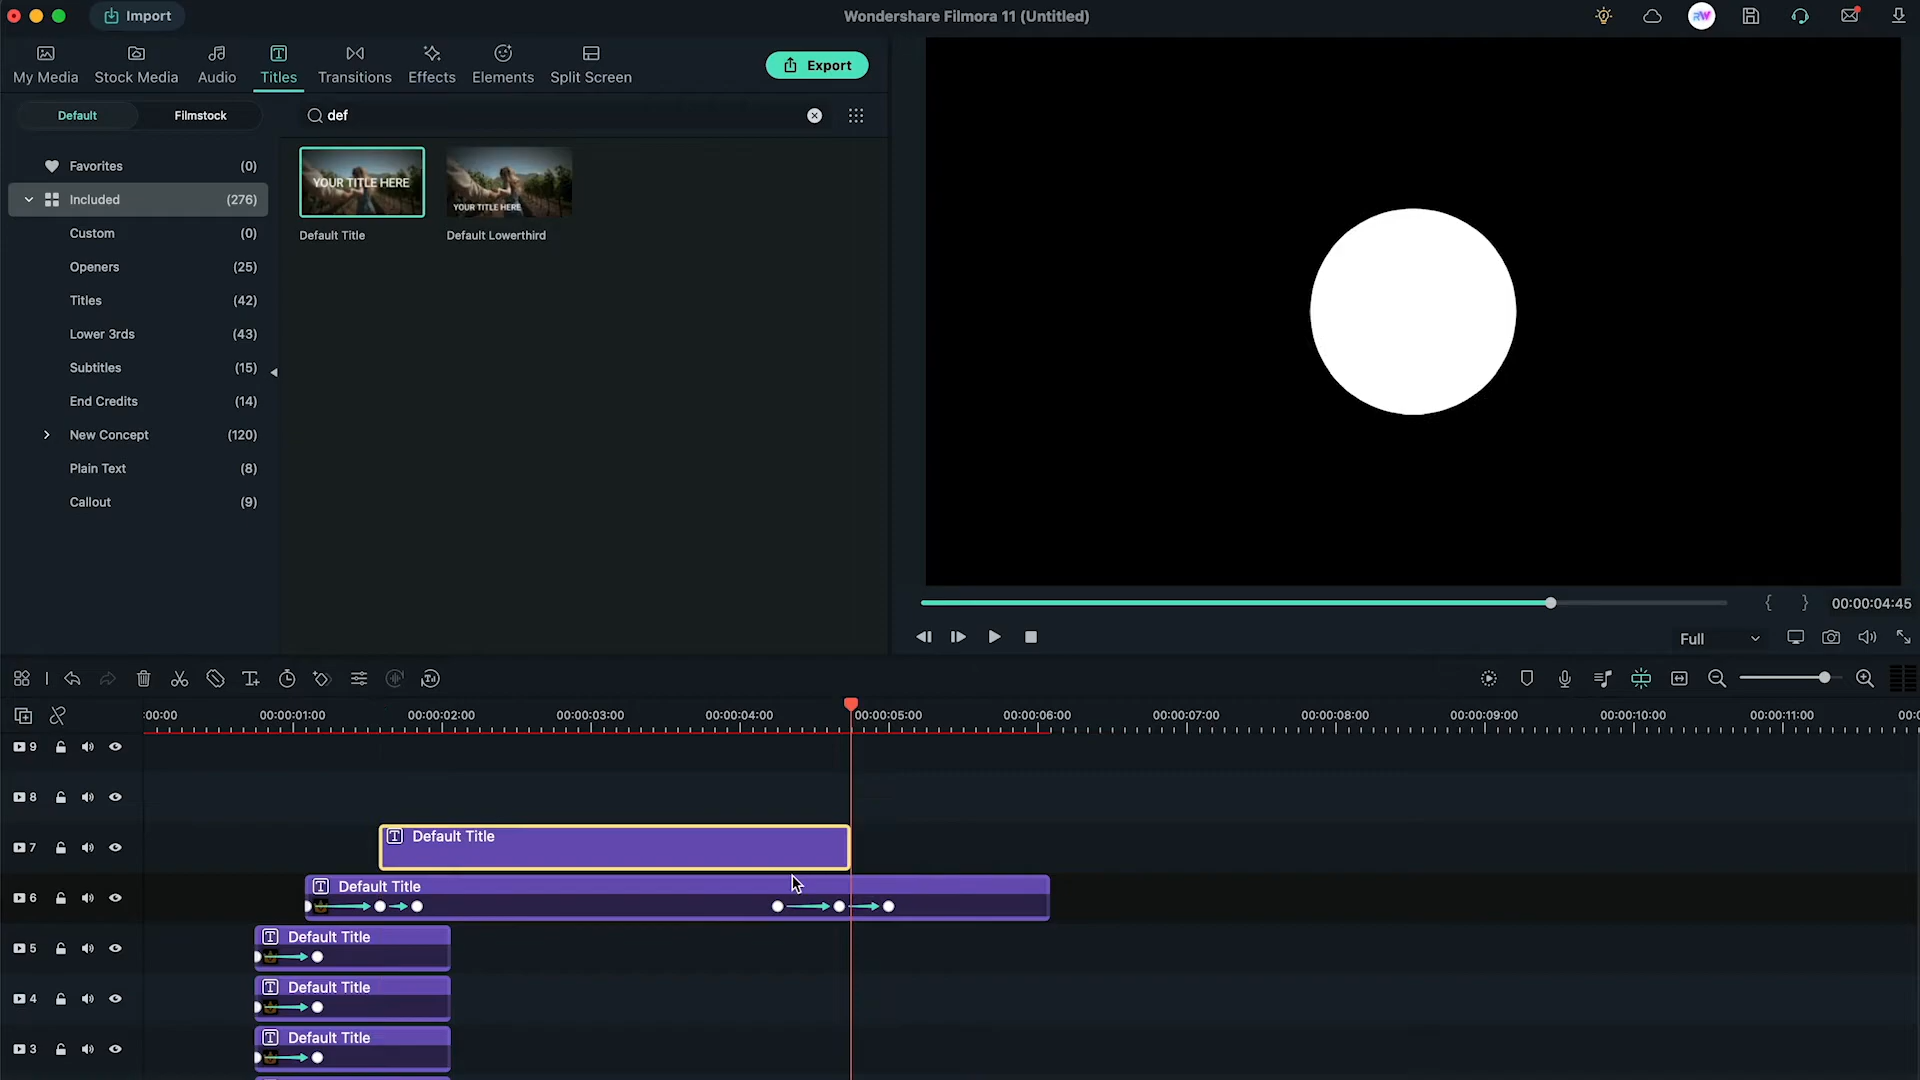 Import
Wondershare Filmora 11 (Untitled)
RW
My Media
Stock Media
Audio
Titles
Transitions
Effects
Elements
Split Screen
Export
Default
Filmstock
def
Favorites (0)
Included (276)
Custom (0)
Openers (25)
Titles (42)
Lower 3rds (43)
Subtitles (15)
End Credits (14)
New Concept (120)
Plain Text (8)
Callout (9)
YOUR TITLE HERE
Default Title
YOUR TITLE HERE
Default Lowerthird
{ } 00:00:04:45
Full
:00:00 00:00:01:00 00:00:02:00 00:00:03:00 00:00:04:00 00:00:05:00 00:00:06:00 00:00:07:00 00:00:08:00 00:00:09:00 00:00:10:00 00:00:11:00 00:0
9
8
7
T Default Title
6
T Default Title
5
T Default Title
4
T Default Title
3
T Default Title